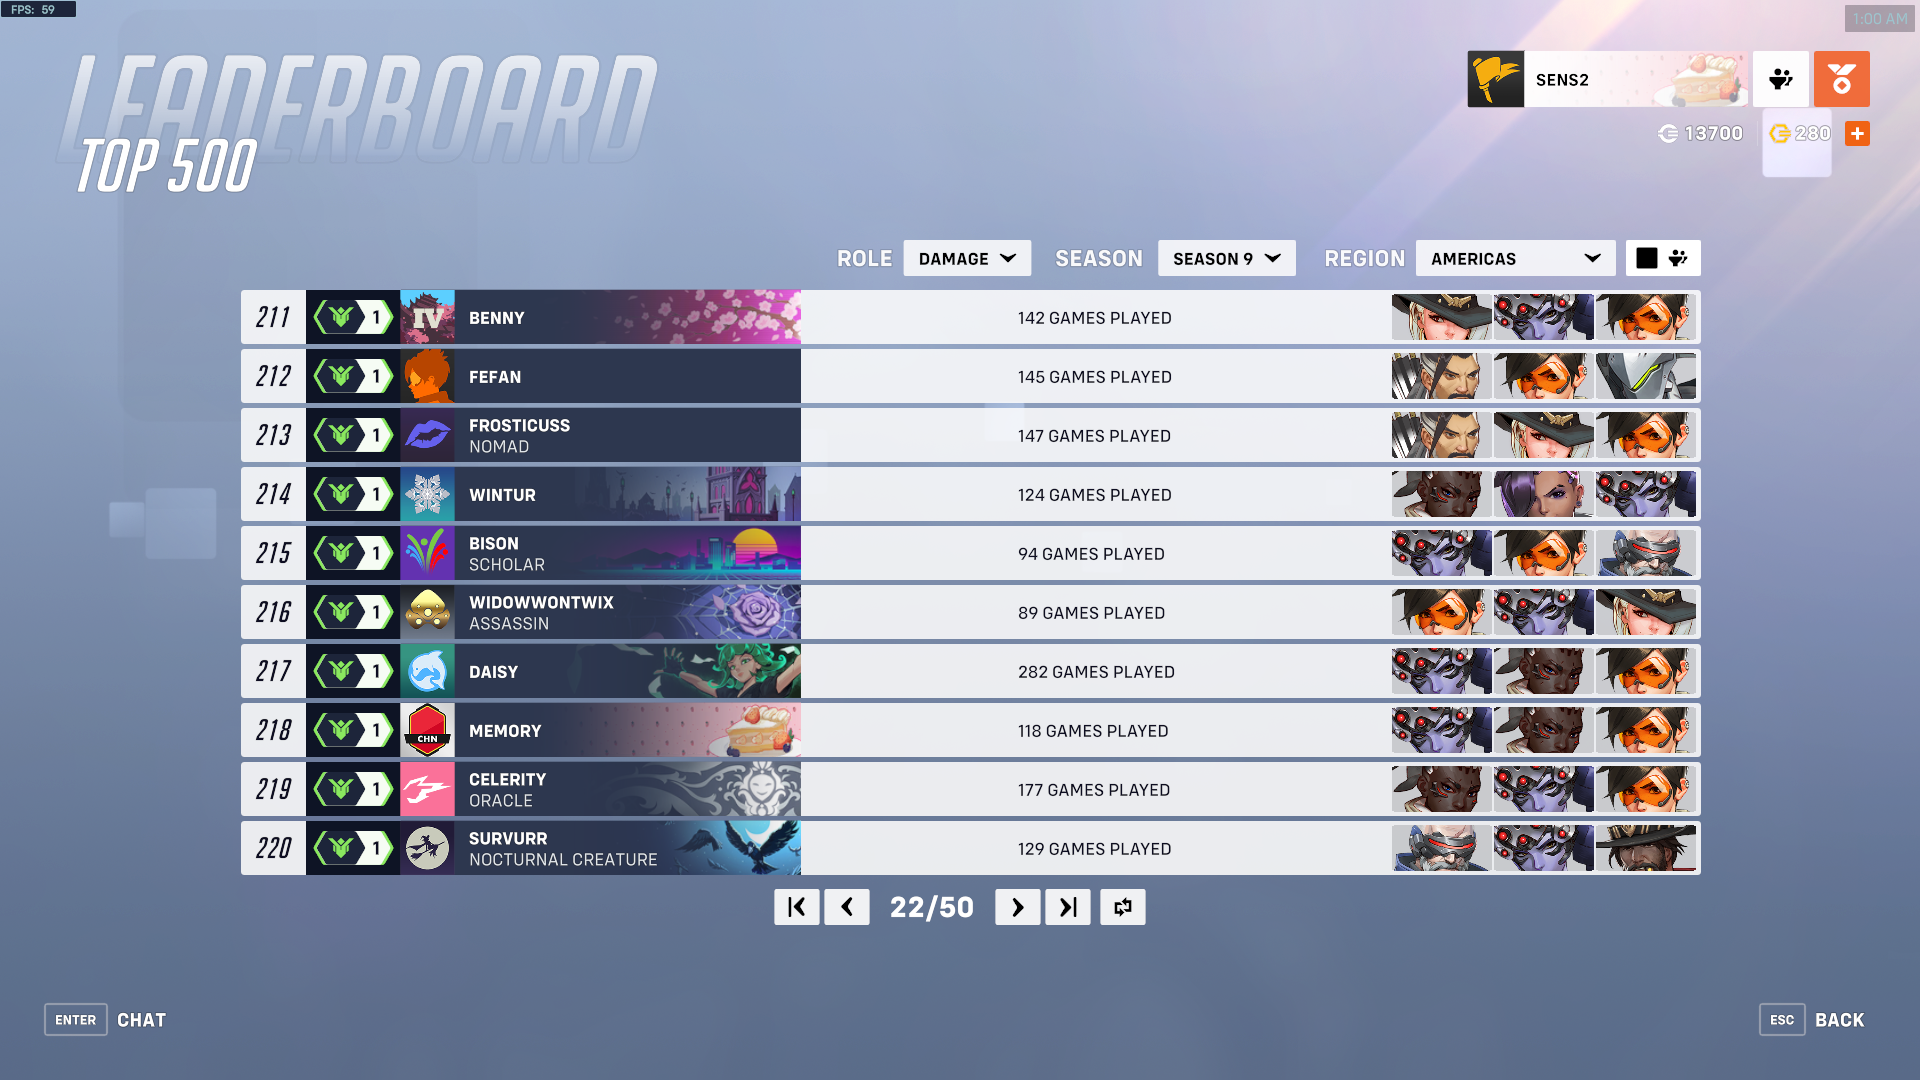 FPS: 59
1:00 AM
LEADERBOARD
TOP 500
SENS2
13700
280
ROLE DAMAGE SEASON SEASON 9 REGION AMERICAS
211 1 IV BENNY 142 GAMES PLAYED
212 1 FEFAN 145 GAMES PLAYED
213 1 FROSTICUSS 147 GAMES PLAYED
NOMAD
214 1 WINTUR 124 GAMES PLAYED
215 1 BISON 94 GAMES PLAYED
SCHOLAR
216 1 WIDOWWONTWIX 89 GAMES PLAYED
ASSASSIN
217 1 DAISY 282 GAMES PLAYED
218 1 CHN MEMORY 118 GAMES PLAYED
219 1 CELERITY 177 GAMES PLAYED
ORACLE
220 1 SURVURR 129 GAMES PLAYED
NOCTURNAL CREATURE
22/50
ENTER CHAT
ESC BACK